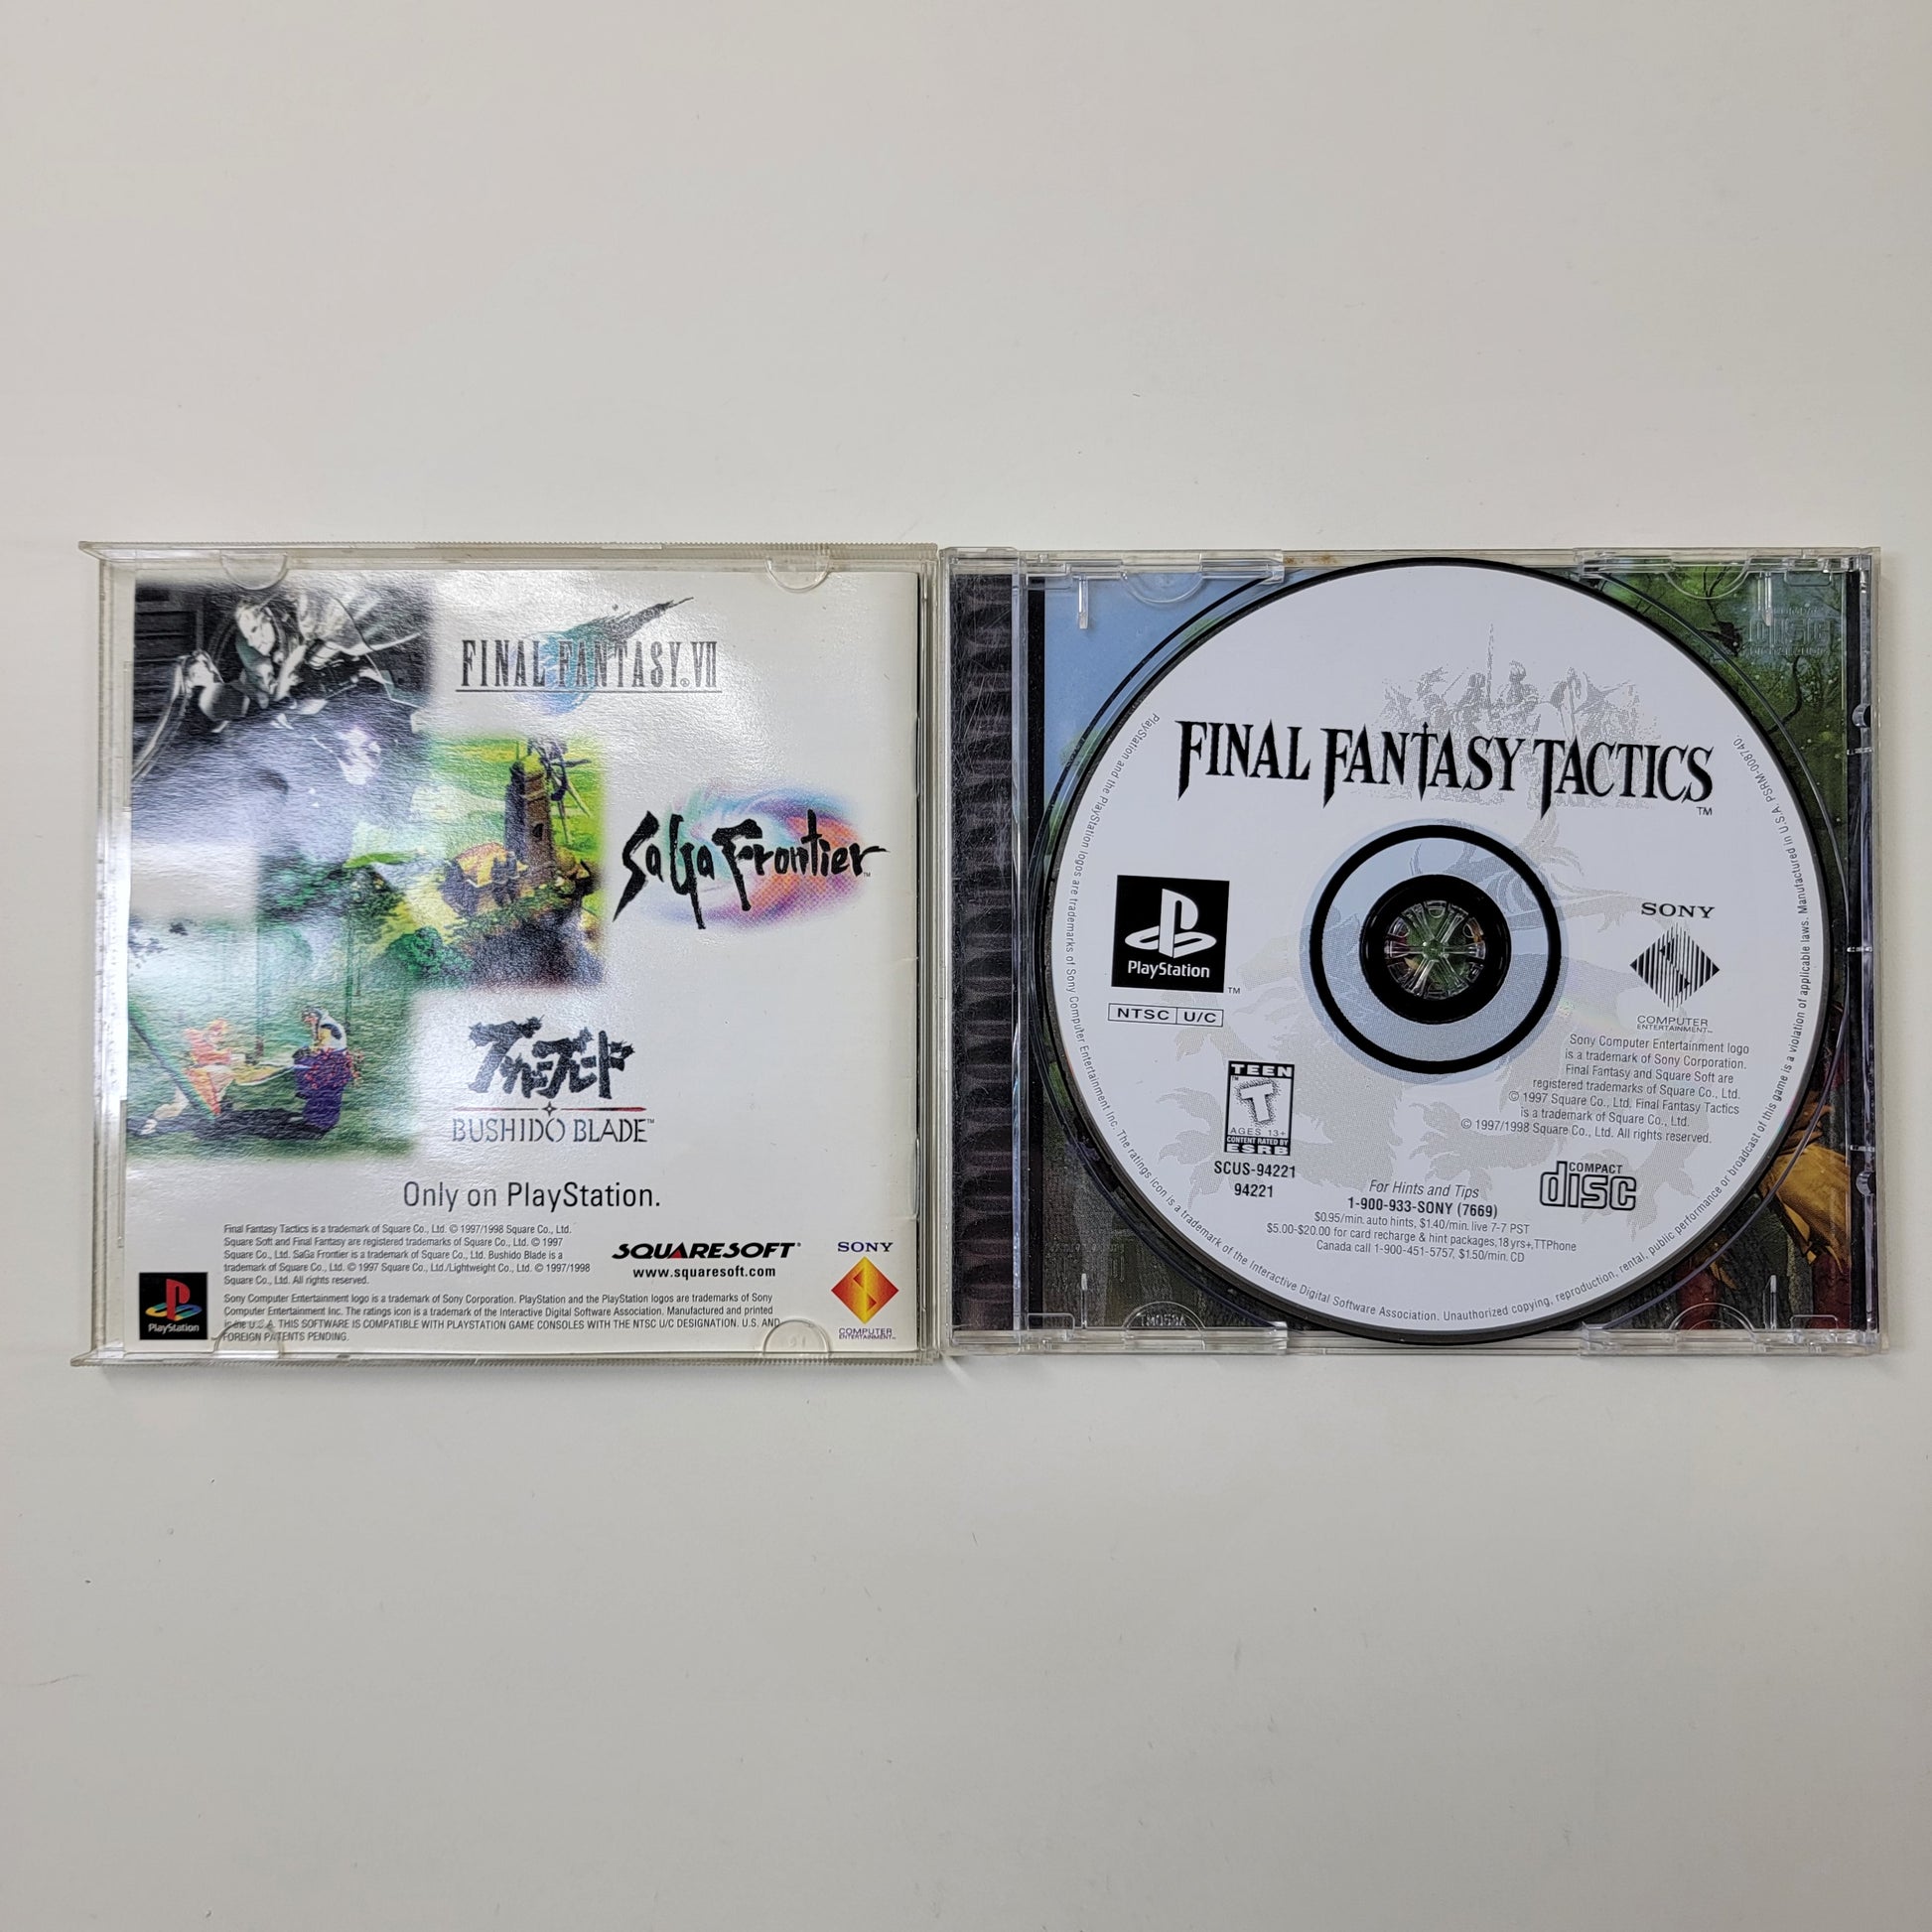 FINAL FANTASY® VII
SaGa Frontier™
ブシドーブレード
BUSHIDO BLADE™
Only on PlayStation.
Final Fantasy Tactics is a trademark of Square Co., Ltd. © 1997/1998 Square Co., Ltd.
Square Soft and Final Fantasy are registered trademarks of Square Co., Ltd. © 1997
Square Co., Ltd. SaGa Frontier is a trademark of Square Co., Ltd. Bushido Blade is a
trademark of Square Co., Ltd. © 1997 Square Co., Ltd./Lightweight Co., Ltd. © 1997/1998
Square Co., Ltd. All rights reserved.
SQUARESOFT®
www.squaresoft.com
SONY
COMPUTER
ENTERTAINMENT™
PlayStation
Sony Computer Entertainment logo is a trademark of Sony Corporation. PlayStation and the PlayStation logos are trademarks of Sony
Computer Entertainment Inc. The ratings icon is a trademark of the Interactive Digital Software Association. Manufactured and printed
in the U.S.A. THIS SOFTWARE IS COMPATIBLE WITH PLAYSTATION GAME CONSOLES WITH THE NTSC U/C DESIGNATION. U.S. AND
FOREIGN PATENTS PENDING.
FINAL FANTASY TACTICS™
PlayStation™
NTSC U/C
SONY
COMPUTER
ENTERTAINMENT™
Sony Computer Entertainment logo
is a trademark of Sony Corporation.
Final Fantasy and Square Soft are
registered trademarks of Square Co., Ltd.
© 1997 Square Co., Ltd. Final Fantasy Tactics
is a trademark of Square Co., Ltd.
© 1997/1998 Square Co., Ltd. All rights reserved.
TEEN
T
AGES 13+
CONTENT RATED BY
ESRB
SCUS-94221
94221
COMPACT
disc
For Hints and Tips
1-900-933-SONY (7669)
$0.95/min. auto hints, $1.40/min. live 7-7 PST
$5.00-$20.00 for card recharge & hint packages,18 yrs+,TTPhone
Canada call 1-900-451-5757, $1.50/min. CD
PlayStation and the PlayStation logos are trademarks of Sony Computer Entertainment Inc. The ratings icon is a trademark of the Interactive Digital Software Association. Unauthorized copying, reproduction, rental, public performance or broadcast of this game is a violation of applicable laws. Manufactured in U.S.A. PSRM-008740.